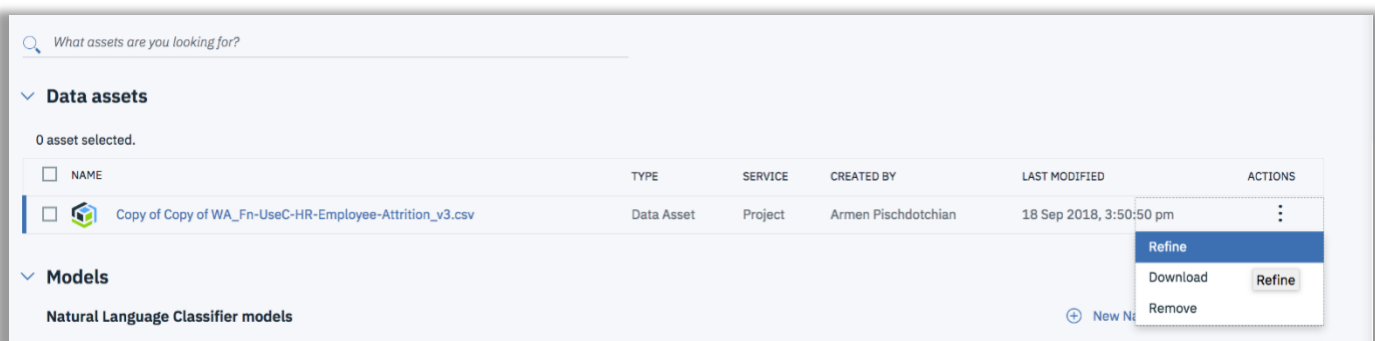 What assets are you looking for?
Data assets
0 asset selected.
NAME TYPE SERVICE CREATED BY LAST MODIFIED ACTIONS
Copy of Copy of WA_Fn-UseC-HR-Employee-Attrition_v3.csv Data Asset Project Armen Pischdotchian 18 Sep 2018, 3:50:50 pm
Refine
Models
Download Refine
Remove
Natural Language Classifier models New Na